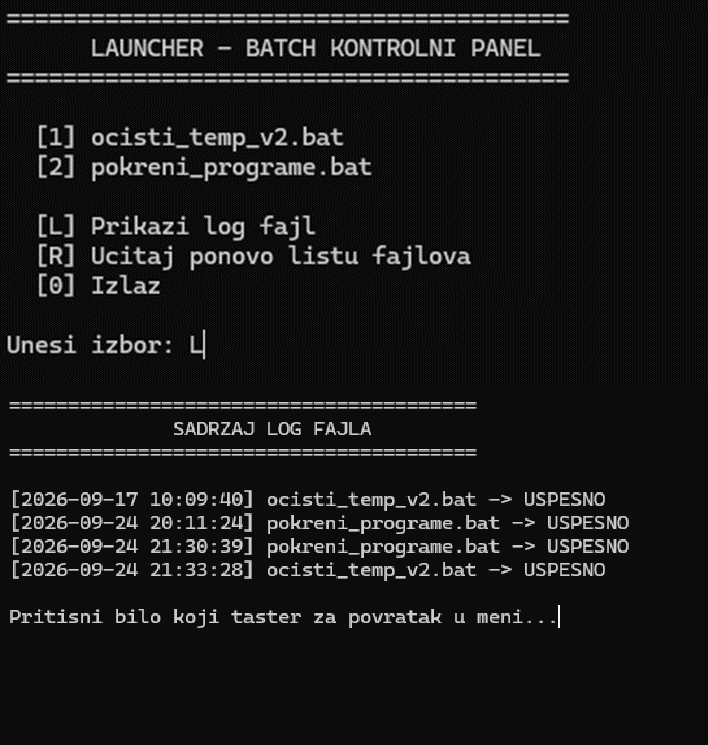 ========================================
LAUNCHER - BATCH KONTROLNI PANEL
========================================
[1] ocisti_temp_v2.bat
[2] pokreni_programe.bat
[L] Prikazi log fajl
[R] Ucitaj ponovo listu fajlova
[0] Izlaz
Unesi izbor: L
========================================
SADRZAJ LOG FAJLA
========================================
[2026-09-17 10:09:40] ocisti_temp_v2.bat -> USPESNO
[2026-09-24 20:11:24] pokreni_programe.bat -> USPESNO
[2026-09-24 21:30:39] pokreni_programe.bat -> USPESNO
[2026-09-24 21:33:28] ocisti_temp_v2.bat -> USPESNO
Pritisni bilo koji taster za povratak u meni...